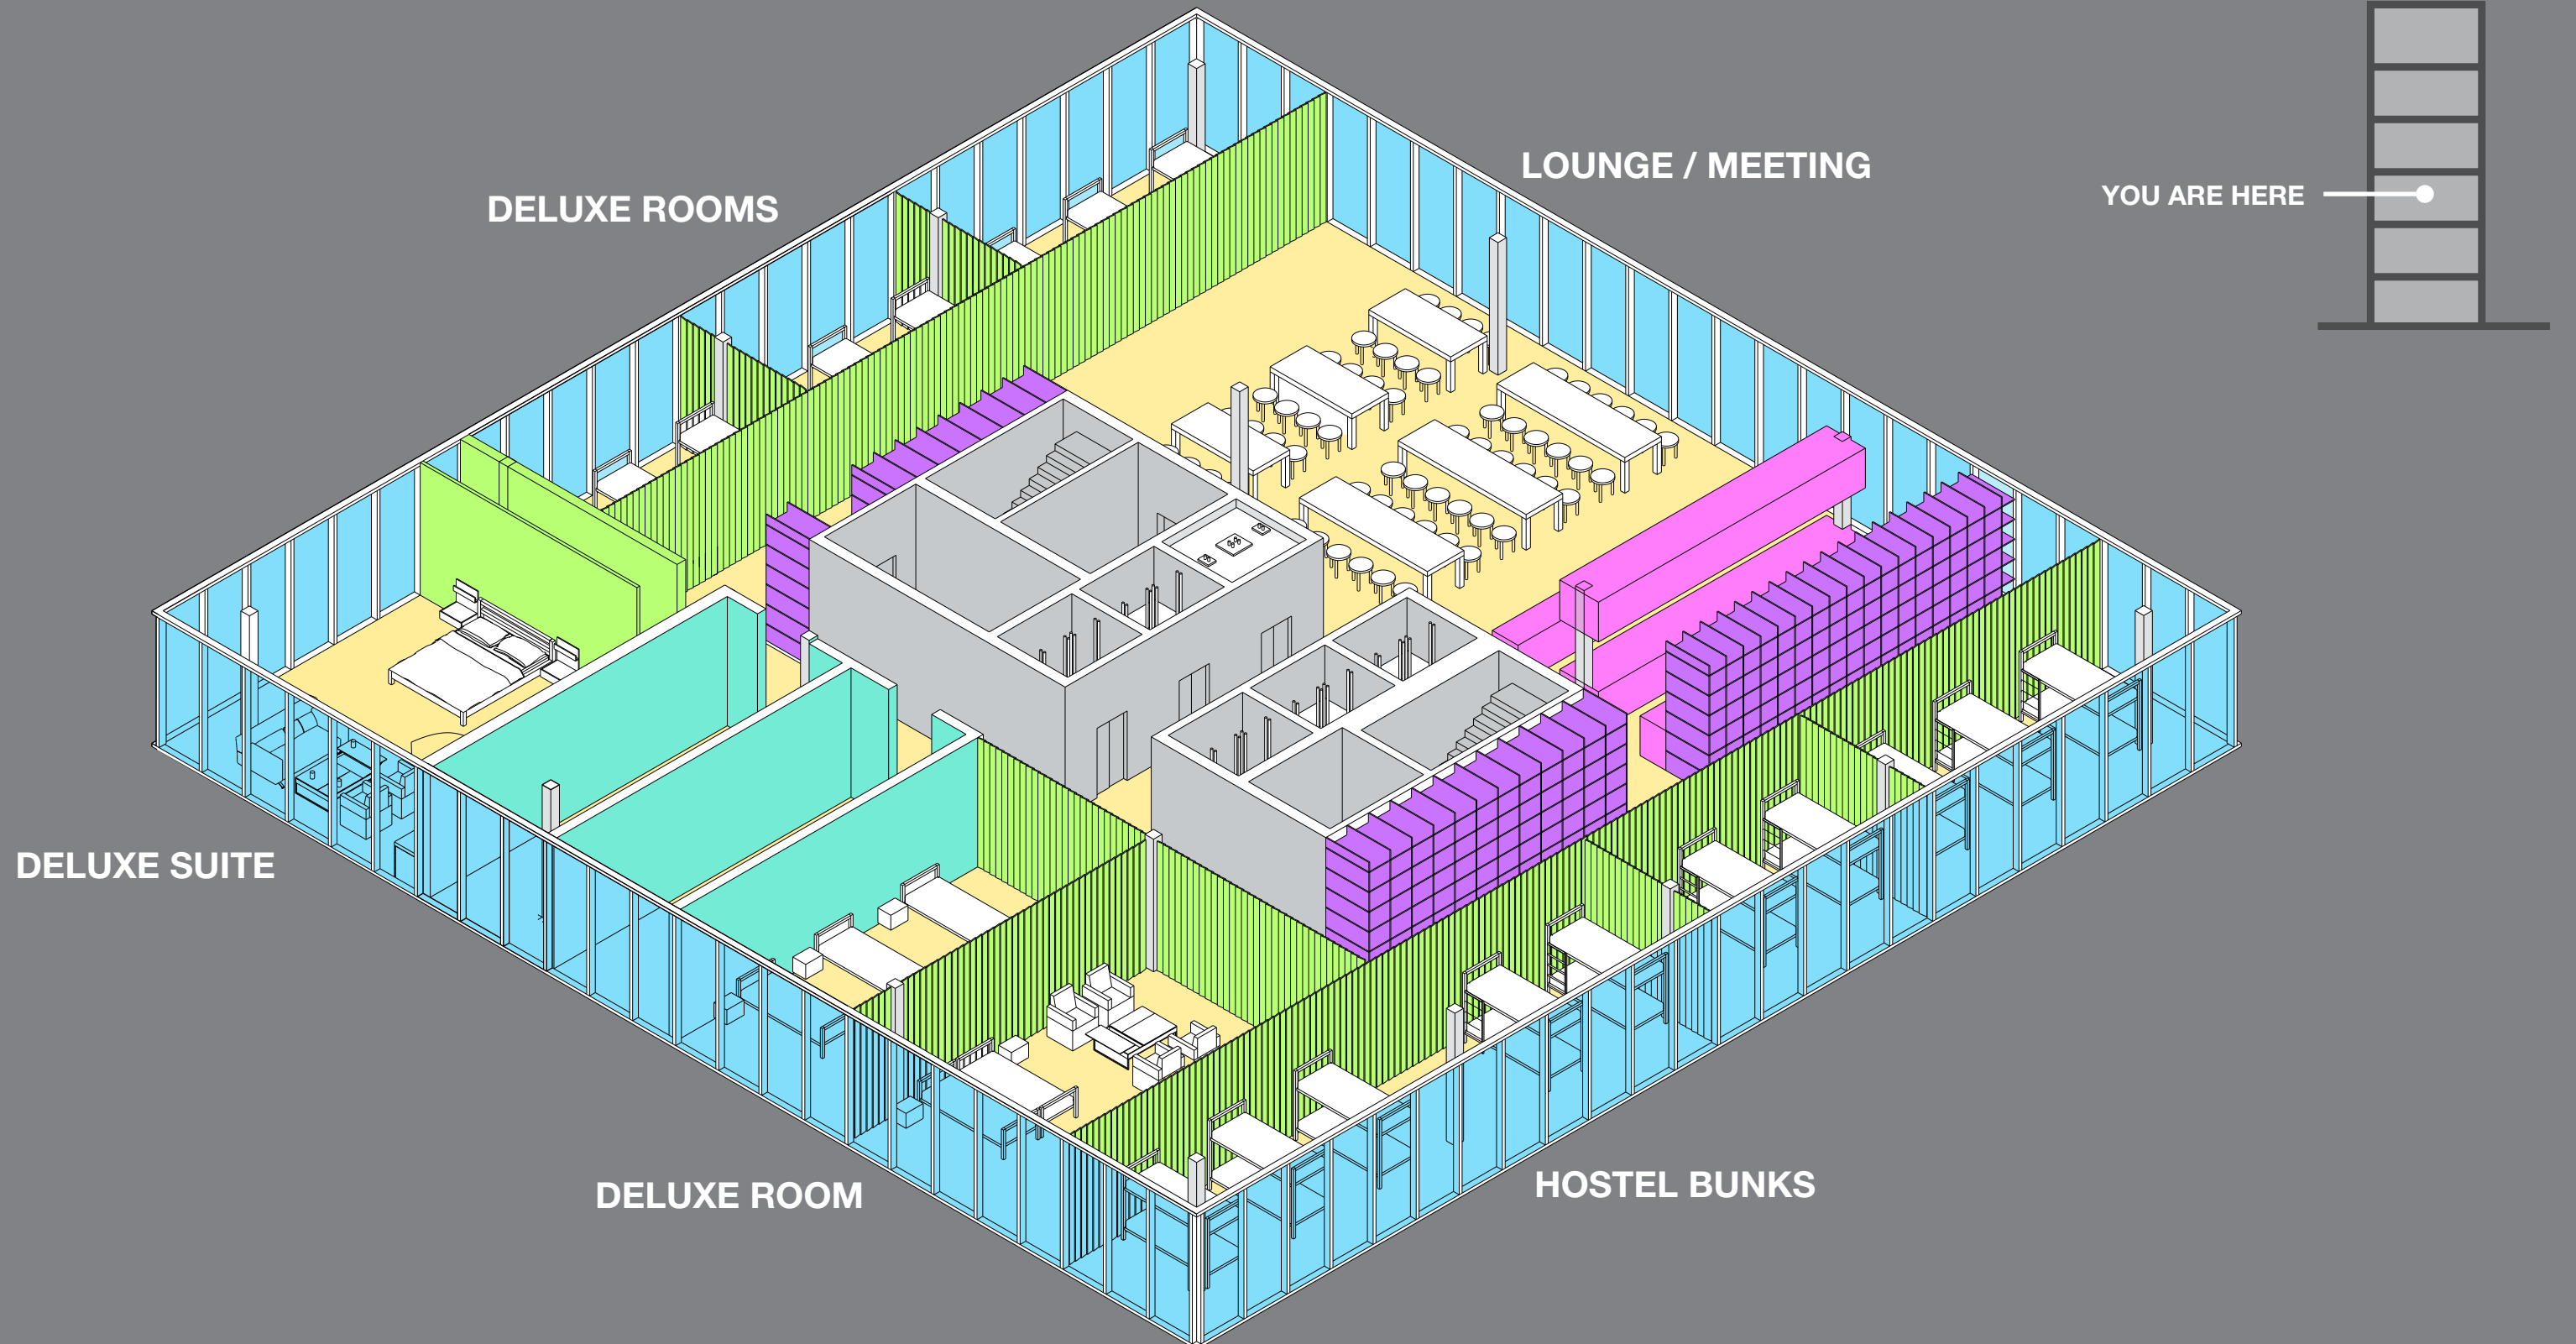 LOUNGE / MEETING
DELUXE ROOMS
YOU ARE HERE
DELUXE SUITE
DELUXE ROOM
HOSTEL BUNKS